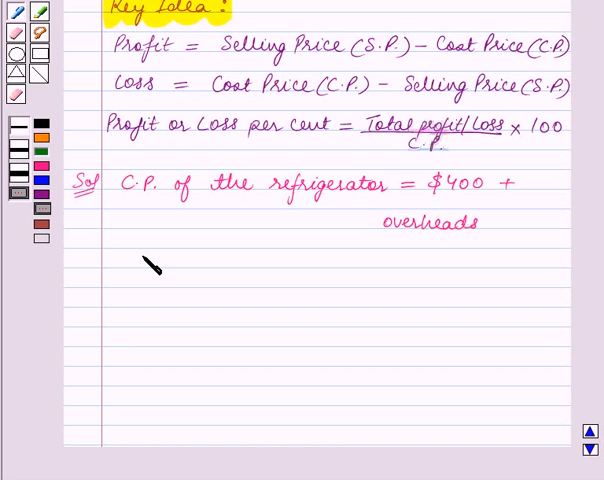 Key Idea :
Profit = Selling Price (S.P.) - Cost Price (C.P.)
Loss = Cost Price (C.P.) - Selling Price (S.P.)
Profit or Loss per cent = Total profit/Loss × 100
C.P.
Sol C.P. of the refrigerator = $400 +
overheads